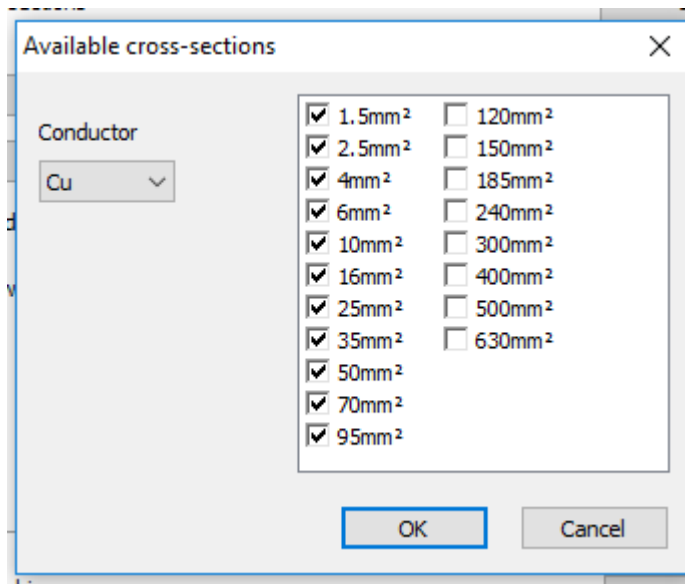 Available cross-sections
Conductor
Cu
1.5mm²
2.5mm²
4mm²
6mm²
10mm²
16mm²
25mm²
35mm²
50mm²
70mm²
95mm²
120mm²
150mm²
185mm²
240mm²
300mm²
400mm²
500mm²
630mm²
OK
Cancel